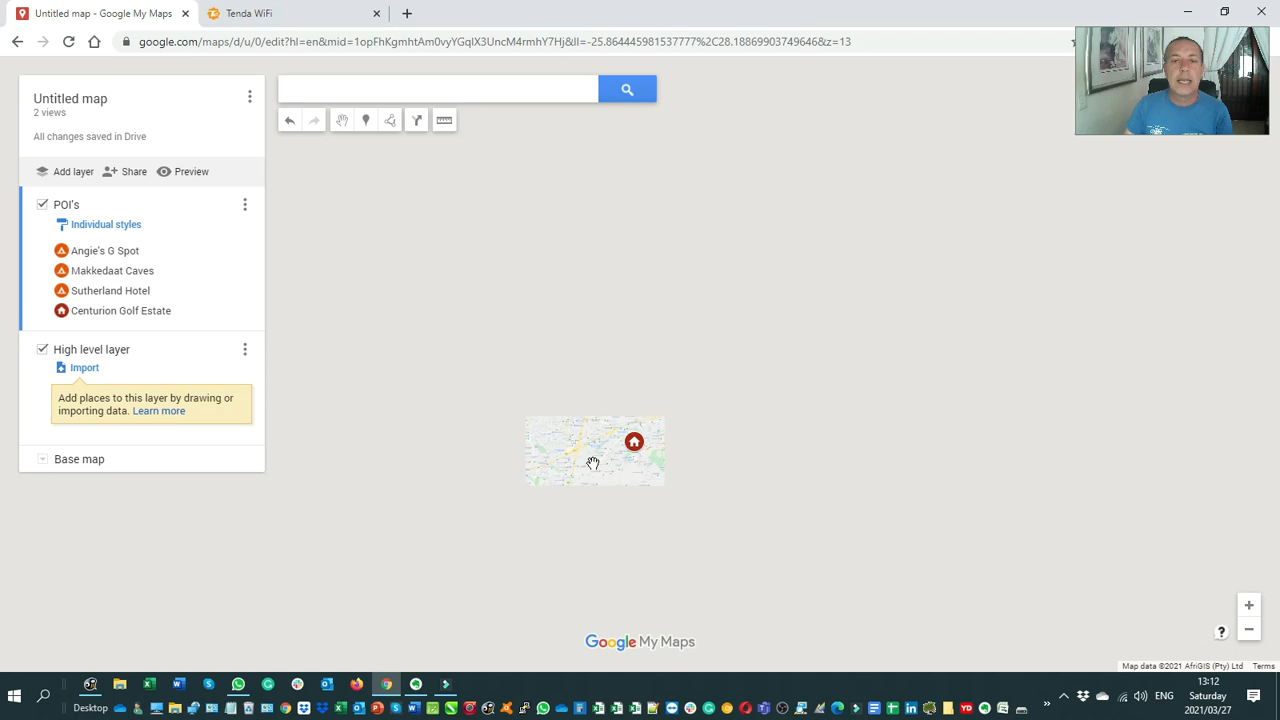 Untitled map - Google My Maps
Tenda WiFi
google.com/maps/d/u/0/edit?hl=en&mid=1opFhKgmhtAm0vyYGqlX3UncM4rmhY7Hj&ll=-25.864445981537777%2C28.18869903749646&z=13
Untitled map
2 views
All changes saved in Drive
Add layer
Share
Preview
POI's
Individual styles
Angie's G Spot
Makkedaat Caves
Sutherland Hotel
Centurion Golf Estate
High level layer
Import
Add places to this layer by drawing or
importing data. Learn more
Base map
Google My Maps
Map data ©2021 AfriGIS (Pty) Ltd
Terms
13:12
ENG
Saturday
Desktop
2021/03/27